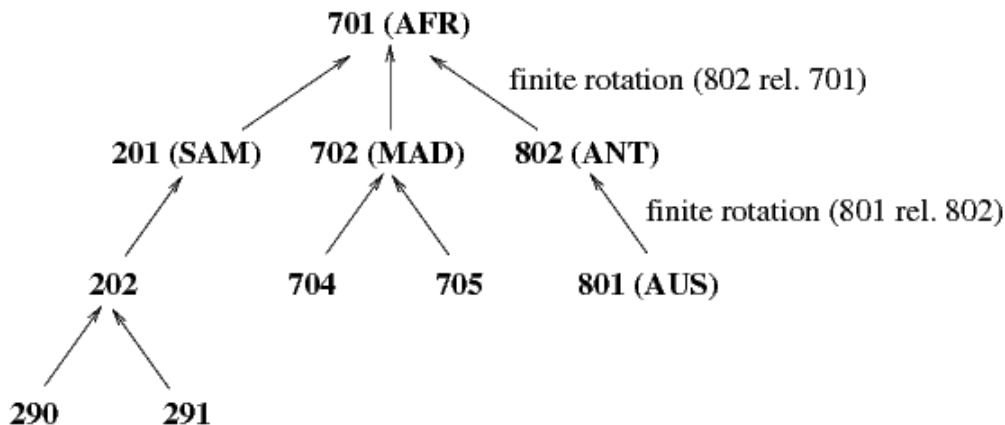 701 (AFR)
finite rotation (802 rel. 701)
201 (SAM) 702 (MAD) 802 (ANT)
finite rotation (801 rel. 802)
202 704 705 801 (AUS)
290 291